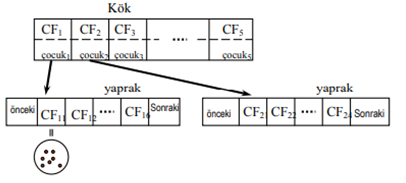 Kök
CF1 CF2 CF3 .... CF5
çocuk1 çocuk2 çocuk3 çocuk5
yaprak yaprak
önceki CF11 CF12 .... CF16 Sonraki
önceki CF21 CF22 .... CF24 Sonraki